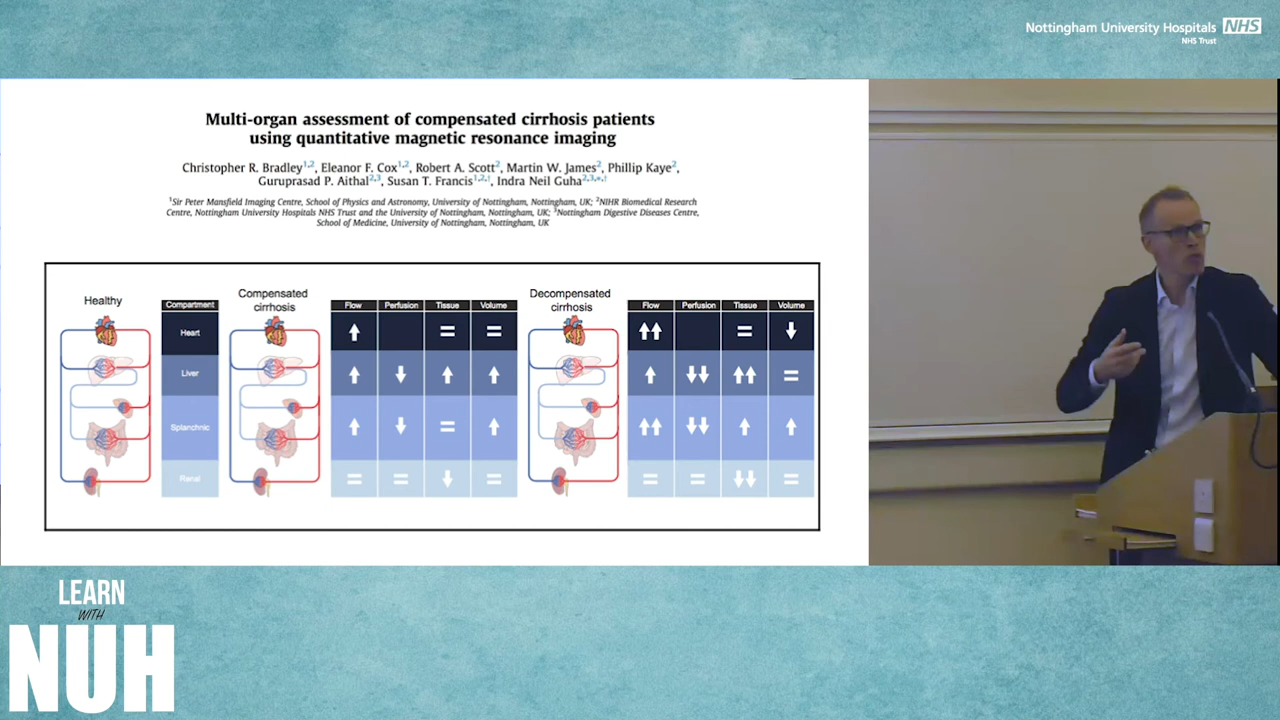 Nottingham University Hospitals NHS
NHS Trust
Multi-organ assessment of compensated cirrhosis patients
using quantitative magnetic resonance imaging
Christopher R. Bradley1,2, Eleanor F. Cox1,2, Robert A. Scott2, Martin W. James2, Phillip Kaye2,
Guruprasad P. Aithal2,3, Susan T. Francis1,2,†, Indra Neil Guha2,3,*,†
1Sir Peter Mansfield Imaging Centre, School of Physics and Astronomy, University of Nottingham, Nottingham, UK; 2NIHR Biomedical Research
Centre, Nottingham University Hospitals NHS Trust and the University of Nottingham, Nottingham, UK; 3Nottingham Digestive Diseases Centre,
School of Medicine, University of Nottingham, Nottingham, UK
Healthy
Compartment
Heart
Liver
Splanchnic
Renal
Compensated
cirrhosis
Flow Perfusion Tissue Volume
↑ = =
↑ ↓ ↑ ↑
↑ ↓ = ↑
= = ↓ =
Decompensated
cirrhosis
Flow Perfusion Tissue Volume
↑↑ = ↓
↑ ↓↓ ↑↑ =
↑↑ ↓↓ ↑ ↑
= = ↓↓ =
LEARN
WITH
NUH